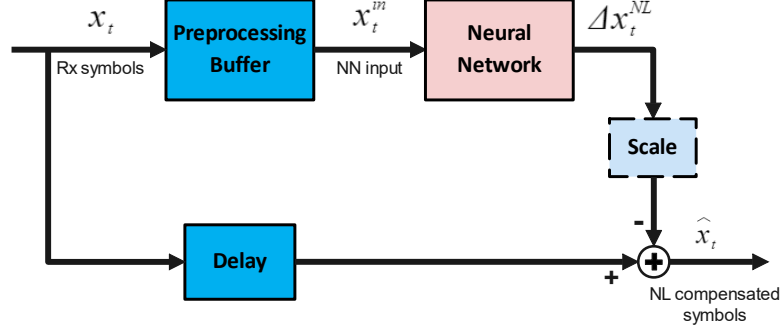 x_t
Rx symbols
Preprocessing
Buffer
x_t^{in}
NN input
Neural
Network
Δx_t^{NL}
Scale
-
Delay
+
+
\hat{x}_t
NL compensated
symbols